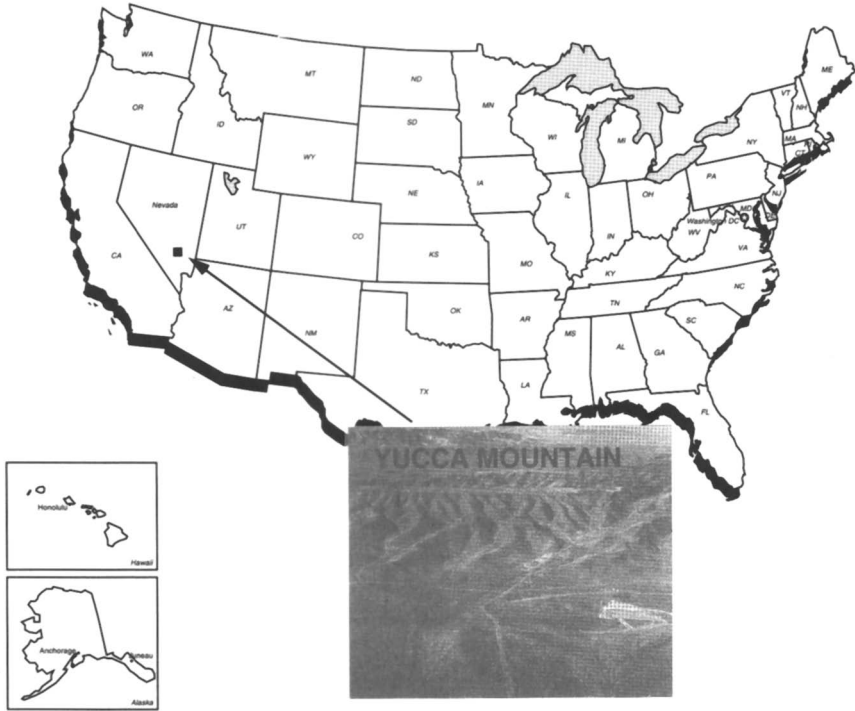 WA
MT
ND
MN
ME
VT
NH
OR
ID
SD
WI
MI
NY
MA
CT
WY
IA
PA
NE
NJ
Nevada
IL
OH
MD
UT
CO
IN
Washington DC
WV
CA
KS
MO
KY
VA
NC
TN
AZ
NM
OK
AR
SC
MS
AL
GA
TX
LA
FL
YUCCA MOUNTAIN
Honolulu
Hawaii
Anchorage
Juneau
Alaska